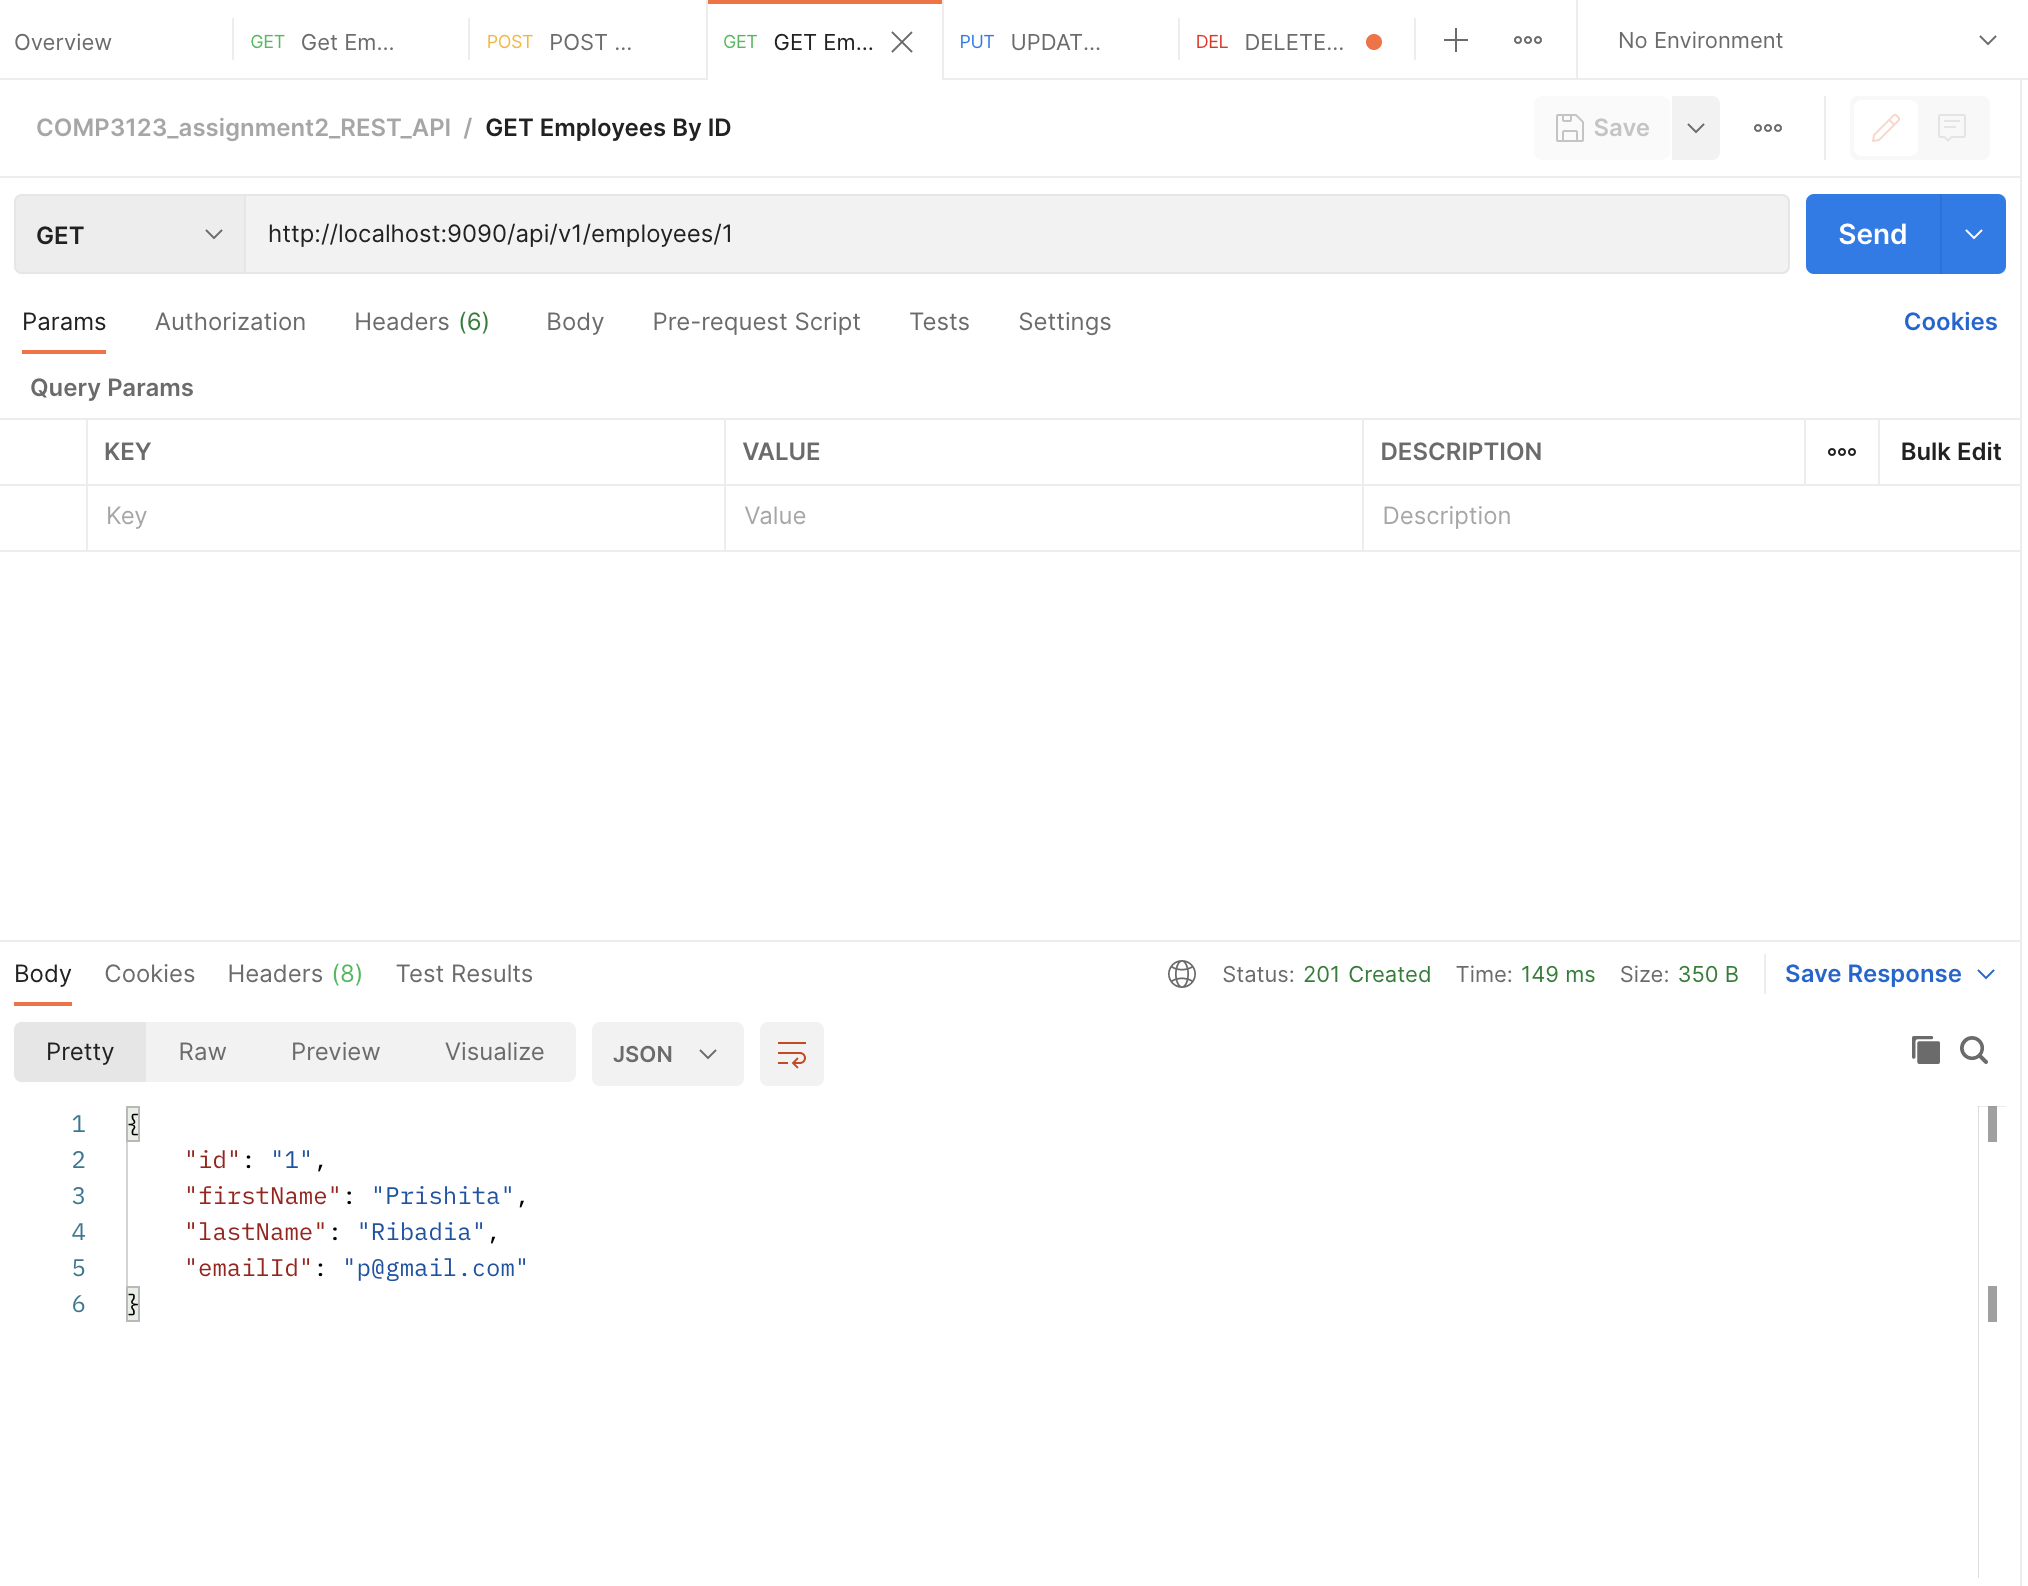 Overview GET Get Em... POST POST ... GET GET Em... PUT UPDAT... DEL DELETE... No Environment
COMP3123_assignment2_REST_API / GET Employees By ID Save
GET http://localhost:9090/api/v1/employees/1 Send
Params Authorization Headers (6) Body Pre-request Script Tests Settings Cookies
Query Params
KEY VALUE DESCRIPTION Bulk Edit
Key Value Description
Body Cookies Headers (8) Test Results Status: 201 Created Time: 149 ms Size: 350 B Save Response
Pretty Raw Preview Visualize JSON
1 {
2 "id": "1",
3 "firstName": "Prishita",
4 "lastName": "Ribadia",
5 "emailId": "p@gmail.com"
6 }